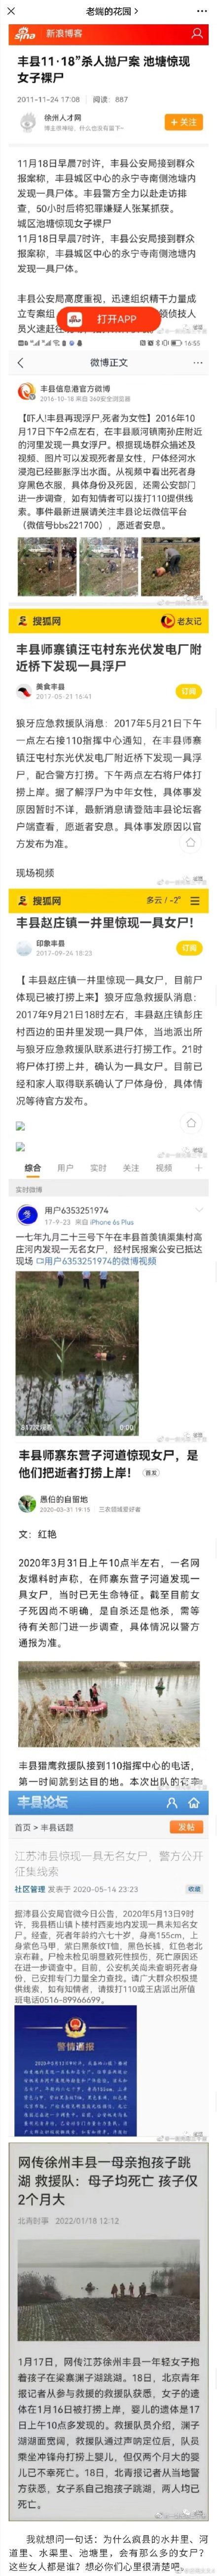 老端的花园 >
sina 新浪博客
丰县11·18"杀人抛尸案 池塘惊现
女子裸尸
2011-11-24 17:08 阅读：887
徐州人才网
+ 关注
11月18日早晨7时许，丰县公安局接到群众
报案称，丰县城区中心的永宁寺南侧池塘内
发现一具尸体。丰县警方全力以赴走访排
查，50小时后将犯罪嫌疑人张某抓获。
城区池塘惊现浮尸
11月18日早晨7时许，丰县公安局接到群众
报案称，丰县城区中心的永宁寺南侧池塘内
发现一具尸体。
丰县公安局高度重视，迅速组织精干力量成
立专案组
打开APP
侦技人
员火速赶
16:55
微博正文
丰县信息港官方微博
2016-10-18 来自 360安全浏览器
【吓人!丰县再现浮尸,死者为女性】2016年10
月17日下午2点左右，在丰县顺河镇南孙庄附近
的河里发现一具女浮尸。根据现场群众描述及
视频、图片可以发现死者是女性，尸体经河水
浸泡已经膨胀浮出水面。从视频中看出死者身
穿黑色衣服，具体身份及死因，还需公安部门
进一步调查，如有知情者可以拨打110提供线
索。事件最新进展请关注丰县论坛微信平台
（微信号bbs221700），愿逝者安息。
搜狐网
老友记
丰县师寨镇汪屯村东光伏发电厂附
近桥下发现一具浮尸
美食丰县
2017-05-21 16:41
订阅
狼牙应急救援队消息：2017年5月21日下午
一点左右接110指挥中心通知，在丰县师寨
镇汪屯村东光伏发电厂附近桥下发现一具浮
尸，配合警方打捞。下午两点左右将尸体打
捞上岸。据了解浮尸为中年女性，具体事发
原因暂时不详，最新消息请登陆丰县论坛客
户端查看，愿逝者安息。具体事发原因以官
方发布为准。
现场视频
搜狐网
多云 / -2°
丰县赵庄镇一井里惊现一具女尸!
印象丰县
2017-09-24 18:23
订阅
【 丰县赵庄镇一井里惊现一具女尸，目前尸
体现已被打捞上来】狼牙应急救援队消息：
2017年9月21日18时左右，丰县赵庄镇彭庄
村西边的田井里发现一具尸体，当地派出所
与狼牙应急救援队联系进行打捞工作。21时
将尸体打捞上井，确认为一具女尸。目前已
经和家人取得联系确认了尸体身份，具体情
况等待官方发布。
综合 用户 实时 关注 视频 +
实时微博
用户6353251974
17-9-23 来自 iPhone 6s Plus
一七年九月二十三号下午在丰县首羡镇渠集村高
庄河内发现一无名女尸，经村民报案公安已抵达
现场 用户6353251974的微博视频
0:00
丰县师寨东营子河道惊现女尸，是
他们把逝者打捞上岸!
首发
愚伯的自留地
2020-03-31 19:15 三农领域爱好者
文：红艳
2020年3月31日上午10点半左右，一名网
友爆料时声称，在师寨东营子河道发现一
具女尸，当时已无生命特征。截至目前女
子死因尚不明确，是自杀还是他杀，需等
待有关部门进一步调查，具体情况以警方
通报为准。
丰县猎鹰救援队接到110指挥中心的电话，
第一时间就到达目的地。本次出队的
丰县论坛
首页 > 丰县话题
发帖
江苏沛县惊现一具无名女尸，警方公开
征集线索
社区管理 发表于 2020-05-14 23:23
收藏
据沛县公安局官微今日公告，2020年5月13日9时
许，我县栖山镇卜楼村西麦地内发现一具未知名女
尸。经查，死者年龄约六七十岁，身高155cm，上
身紫色马甲，紫白黑条纹T恤，黑色长裤，红色老北
京布鞋。尸检未检见明显致死性损伤，死亡原因还
在进一步调查中。目前，公安机关尚未查明死者身
份，已安排专门力量全力查找。请广大群众积极提
供线索，如有知情者，请拨打110或王店派出所值
班电话0516-89966699。
警情通报
网传徐州丰县一母亲抱孩子跳
湖 救援队：母子均死亡 孩子仅
2个月大
北青时事 2022/01/18 12:12
1月17日，网传江苏徐州丰县一年轻女子抱
着孩子在梁寨渊子湖跳湖。18日，北京青年
报记者从参与救援的救援队获悉，女子的遗
体在1月16日被打捞上岸，婴儿的遗体是17
日上午10点多发现的。救援队员介绍，渊子
湖湖面宽阔，救援队通过声呐定位后，队员
乘坐冲锋舟打捞上婴儿，但仅两个月大的婴
儿已不幸死亡。18日，北青报记者从当地警
方获悉，女子系自己抱孩子跳湖，两人均已
死亡。
我就想问一句话：为什么疯县的水井里、河
道里、水渠里、池塘里，会有那么多的女尸？
这些女人都是谁？想必你们心里很清楚吧